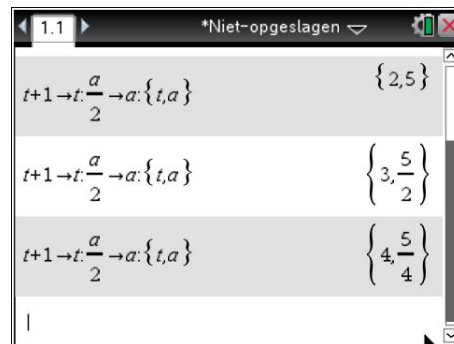 1.1 *Niet-opgeslagen
t+1→t:a/2→a:{t,a} {2,5}
t+1→t:a/2→a:{t,a} {3,5/2}
t+1→t:a/2→a:{t,a} {4,5/4}